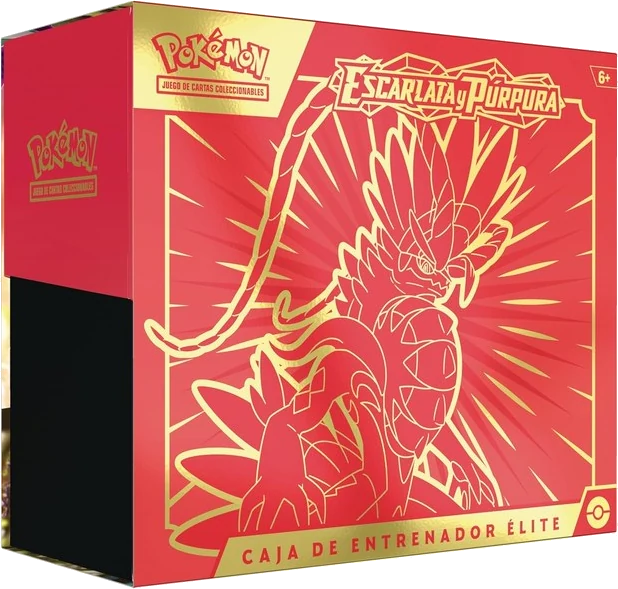 POKÉMON
JUEGO DE CARTAS COLECCIONABLES
ESCARLATA y PÚRPURA
6+
POKÉMON
JUEGO DE CARTAS COLECCIONABLES
CAJA DE ENTRENADOR ÉLITE